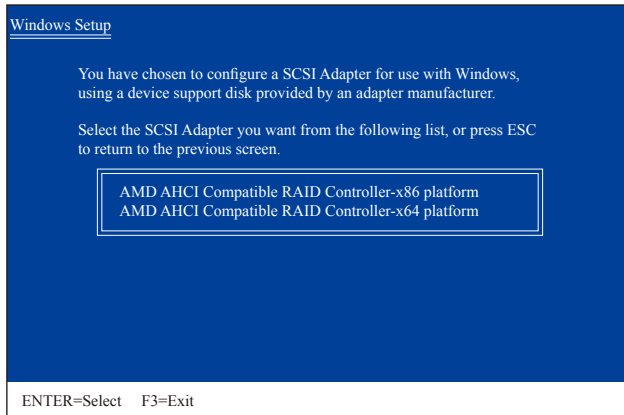 Windows Setup
You have chosen to configure a SCSI Adapter for use with Windows,
using a device support disk provided by an adapter manufacturer.
Select the SCSI Adapter you want from the following list, or press ESC
to return to the previous screen.
AMD AHCI Compatible RAID Controller-x86 platform
AMD AHCI Compatible RAID Controller-x64 platform
ENTER=Select F3=Exit